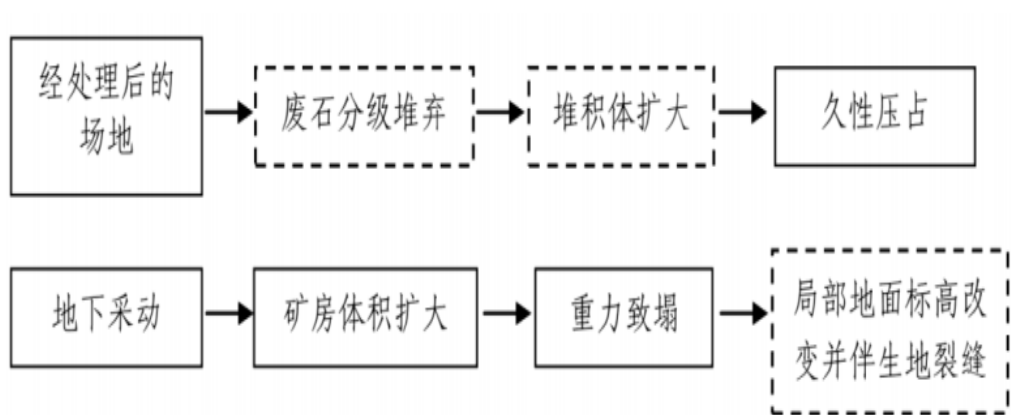 经处理后的
场地
废石分级堆弃
堆积体扩大
久性压占
地下采动
矿房体积扩大
重力致塌
局部地面标高改
变并伴生地裂缝